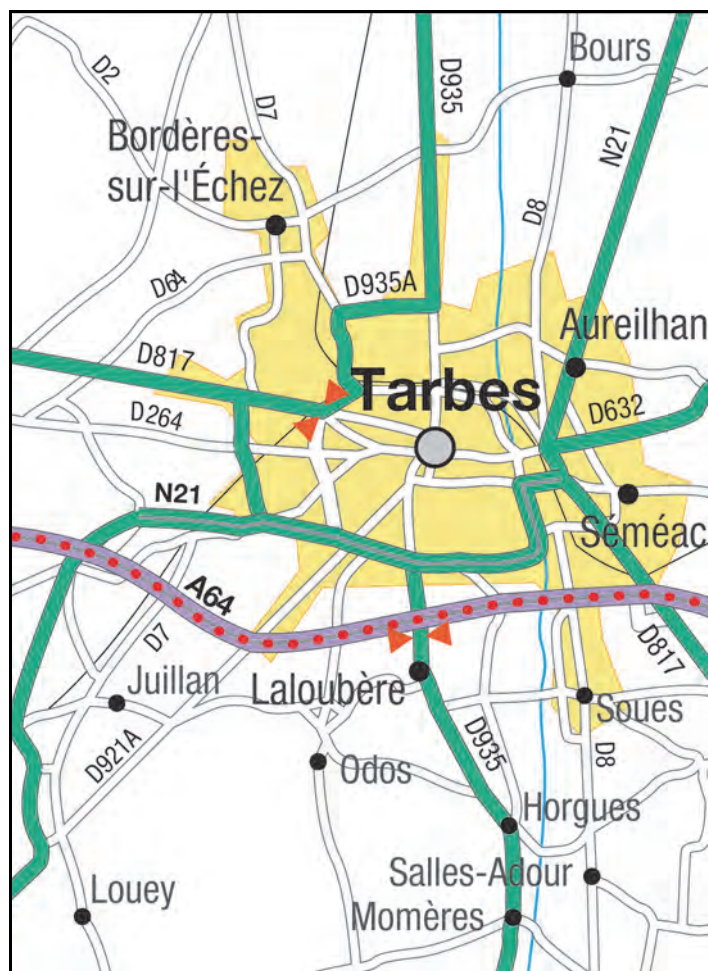 D2
D7
D935
Bours
N21
Bordères-
sur-l'Échez
D8
D64
D935A
Aureilhan
D817
Tarbes
D632
D264
N21
Séméac
A64
D7
D817
Juillan
Laloubère
Soues
D921A
D935
D8
Odos
Horgues
Salles-Adour
Louey
Momères